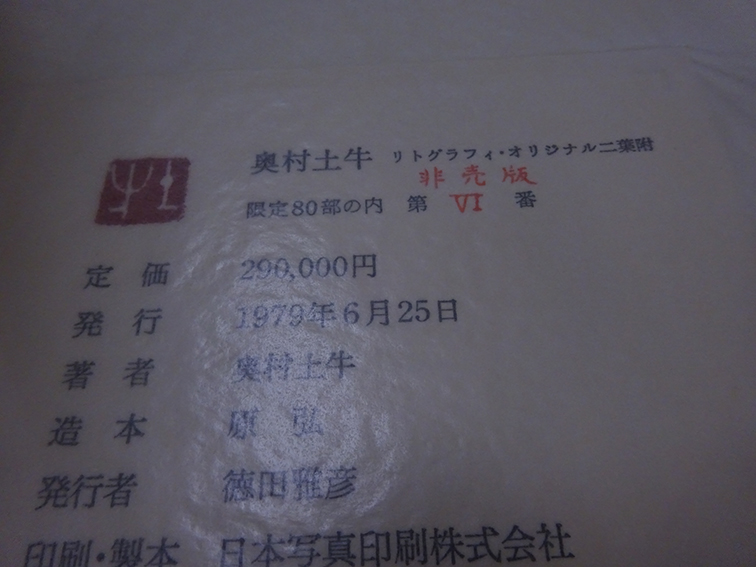 奥村土牛 リトグラフィ・オリジナル二葉附
非売版
限定80部の内 第 VI 番
定価 290,000円
発行 1979年6月25日
著者 奥村土牛
造本 康弘
発行者 徳田雅彦
印刷・製本 日本写真印刷株式会社